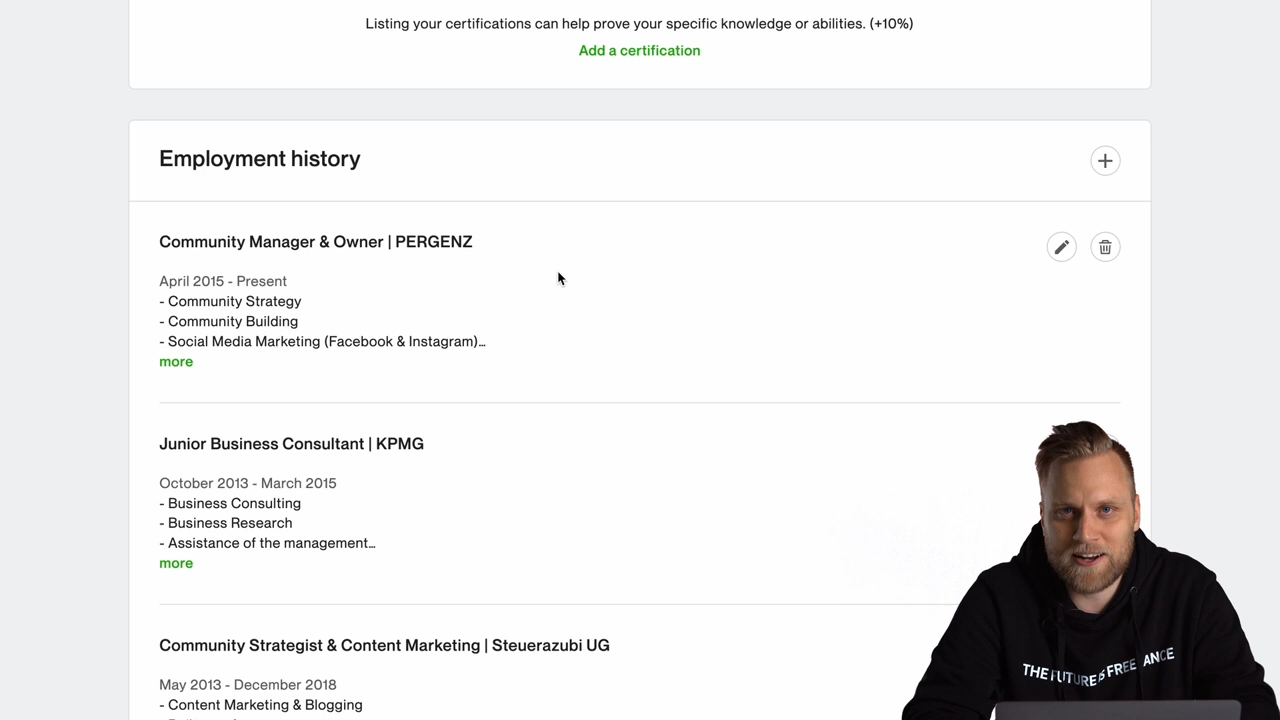 Listing your certifications can help prove your specific knowledge or abilities. (+10%)
Add a certification
Employment history
Community Manager & Owner | PERGENZ
April 2015 - Present
- Community Strategy
- Community Building
- Social Media Marketing (Facebook & Instagram)…
more
Junior Business Consultant | KPMG
October 2013 - March 2015
- Business Consulting
- Business Research
- Assistance of the management…
more
Community Strategist & Content Marketing | Steuerazubi UG
May 2013 - December 2018
- Content Marketing & Blogging
THE FUTURE IS FREELANCE